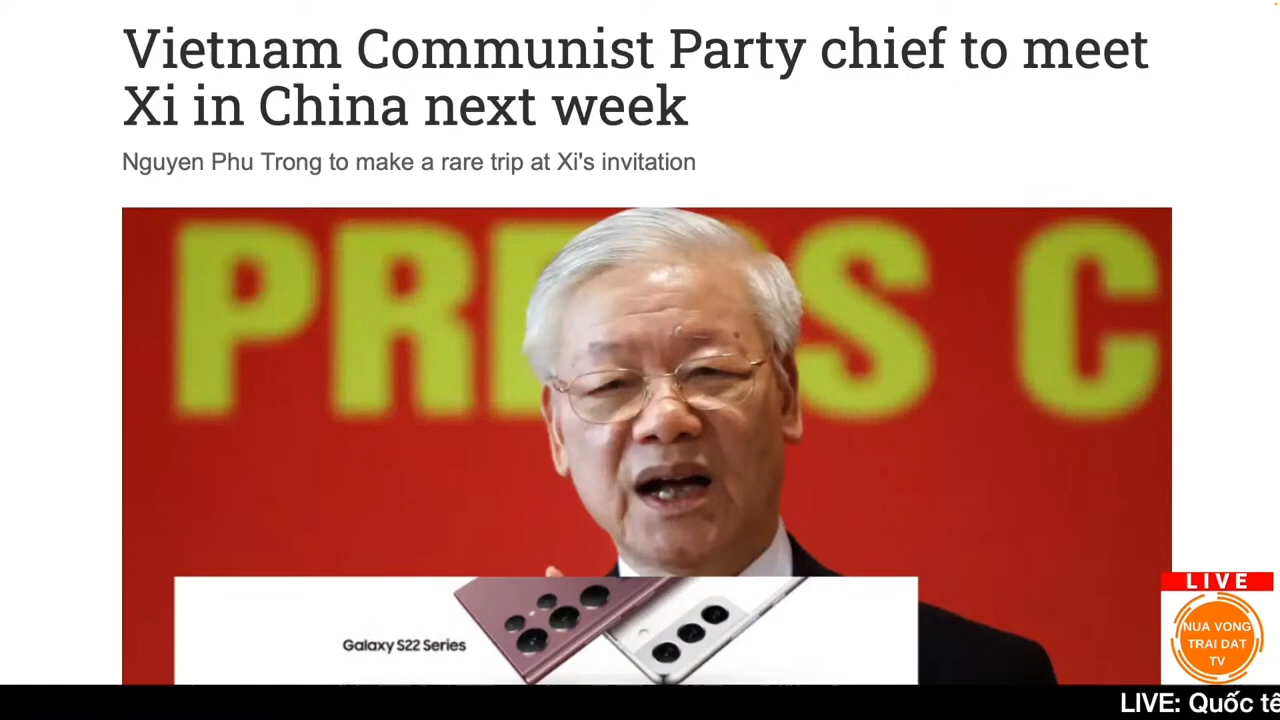 Vietnam Communist Party chief to meet
Xi in China next week
Nguyen Phu Trong to make a rare trip at Xi's invitation
PRESS C
Galaxy S22 Series
LIVE
NUA VONG
TRAI DAT
TV
LIVE: Quốc tế